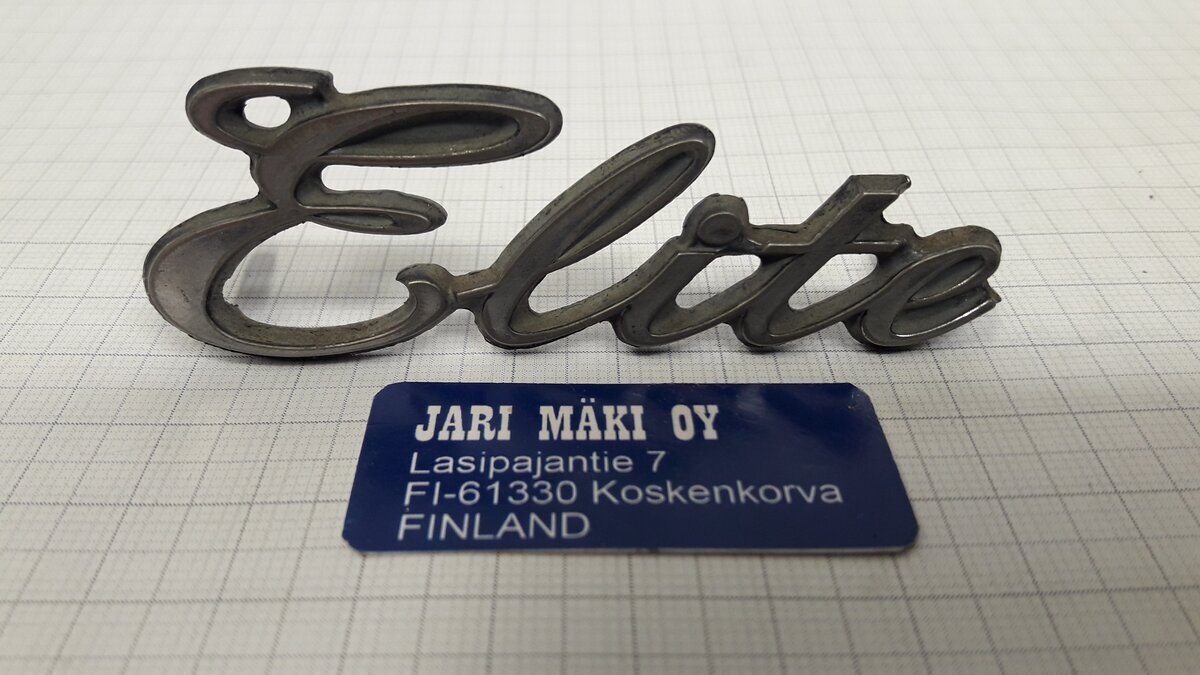 Elite
JARI MÄKI OY
Lasipajantie 7
FI-61330 Koskenkorva
FINLAND